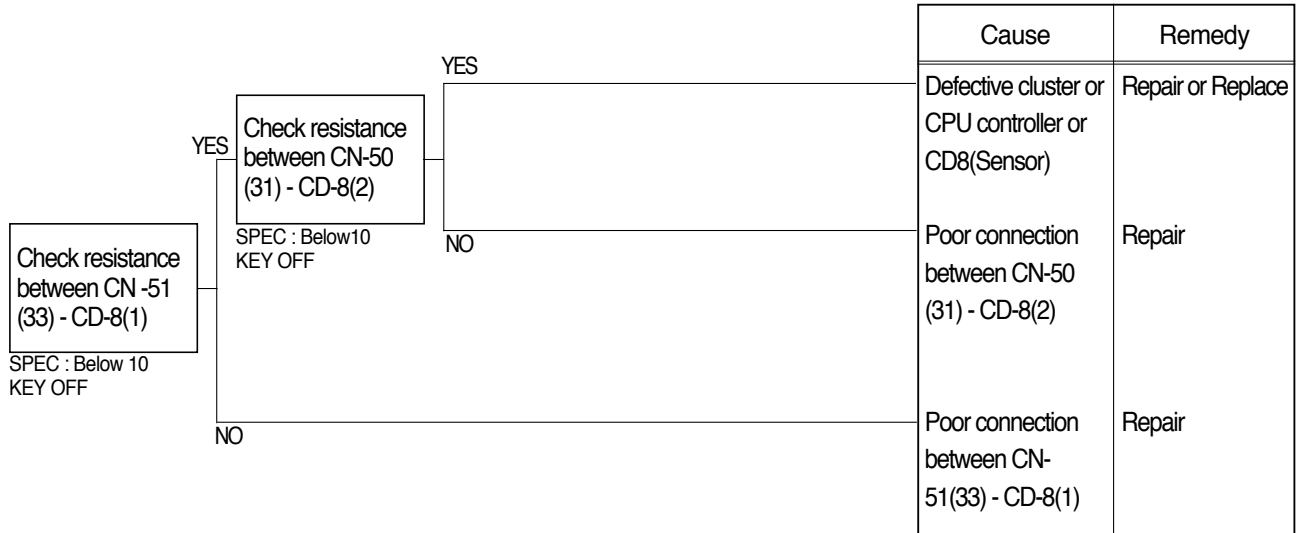 Cause
Remedy
YES
Defective cluster or
CPU controller or
CD8(Sensor)
Repair or Replace
YES
Check resistance
between CN-50
(31) - CD-8(2)
SPEC : Below10
KEY OFF
NO
Poor connection
between CN-50
(31) - CD-8(2)
Repair
Check resistance
between CN -51
(33) - CD-8(1)
SPEC : Below 10
KEY OFF
NO
Poor connection
between CN-
51(33) - CD-8(1)
Repair